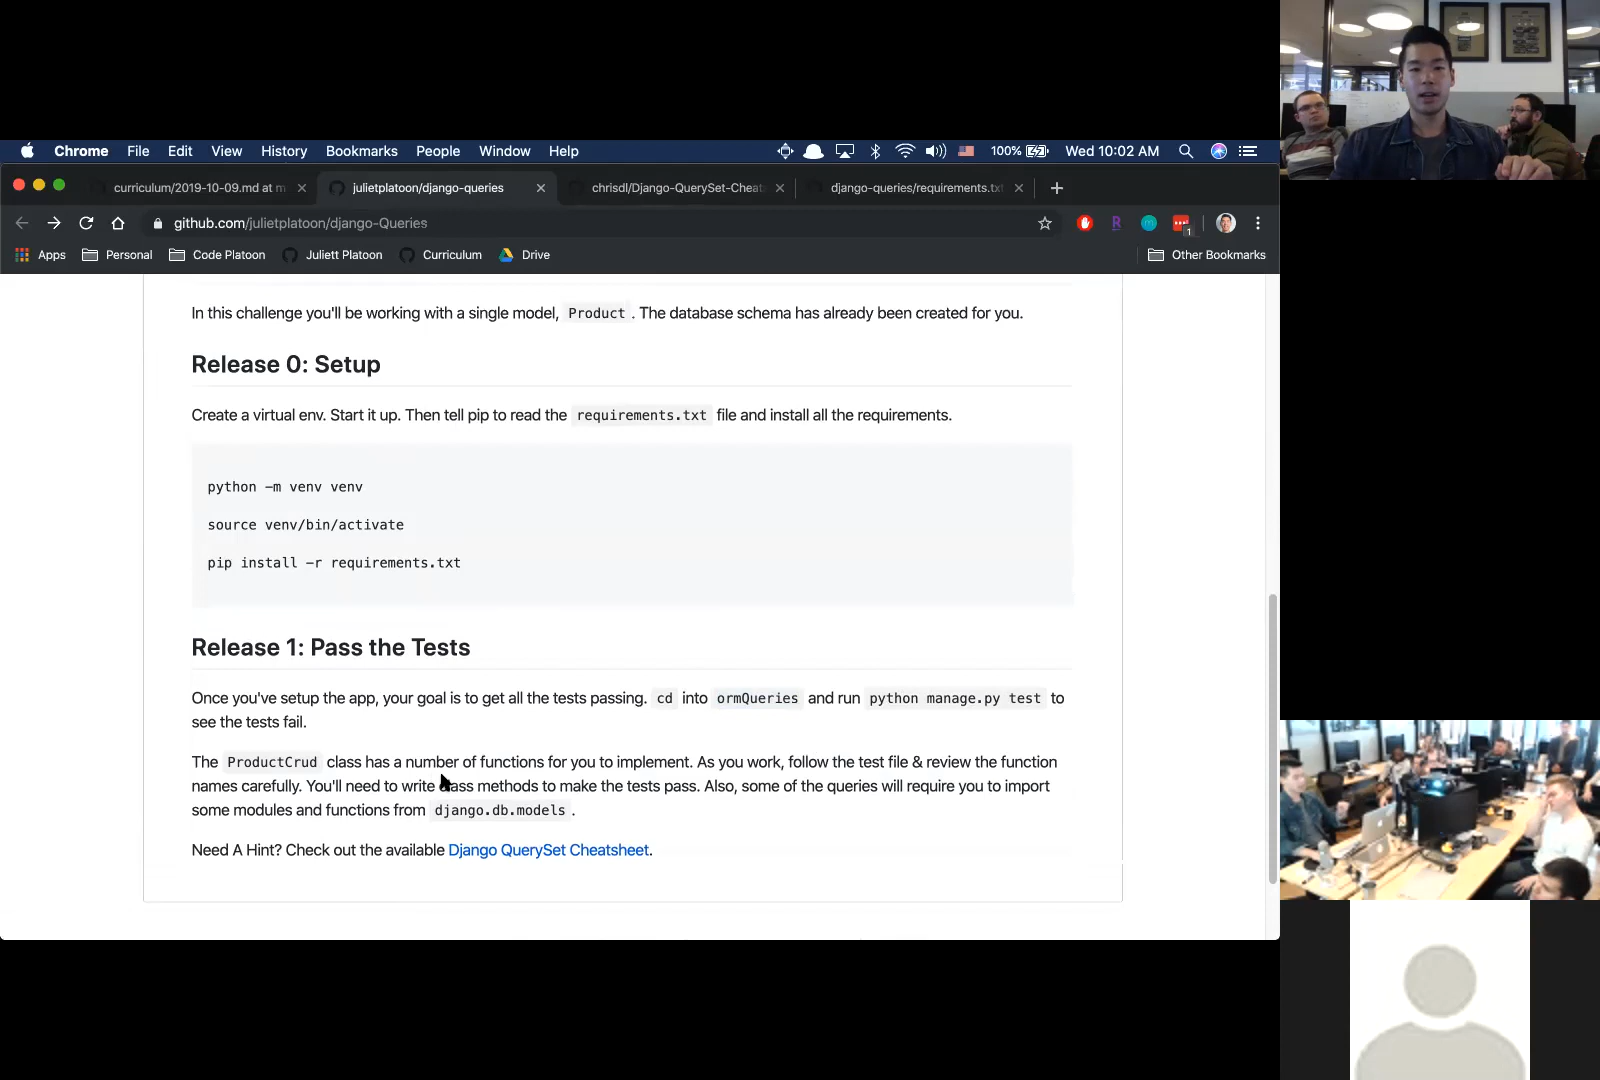 Chrome File Edit View History Bookmarks People Window Help 100% Wed 10:02 AM
curriculum/2019-10-09.md at m julietplatoon/django-queries chrisdl/Django-QuerySet-Cheat django-queries/requirements.txt
github.com/julietplatoon/django-Queries
Apps Personal Code Platoon Juliett Platoon Curriculum Drive Other Bookmarks
In this challenge you'll be working with a single model, Product . The database schema has already been created for you.
Release 0: Setup
Create a virtual env. Start it up. Then tell pip to read the requirements.txt file and install all the requirements.
python -m venv venv
source venv/bin/activate
pip install -r requirements.txt
Release 1: Pass the Tests
Once you've setup the app, your goal is to get all the tests passing. cd into ormQueries and run python manage.py test to
see the tests fail.
The ProductCrud class has a number of functions for you to implement. As you work, follow the test file & review the function
names carefully. You'll need to write class methods to make the tests pass. Also, some of the queries will require you to import
some modules and functions from django.db.models .
Need A Hint? Check out the available Django QuerySet Cheatsheet.